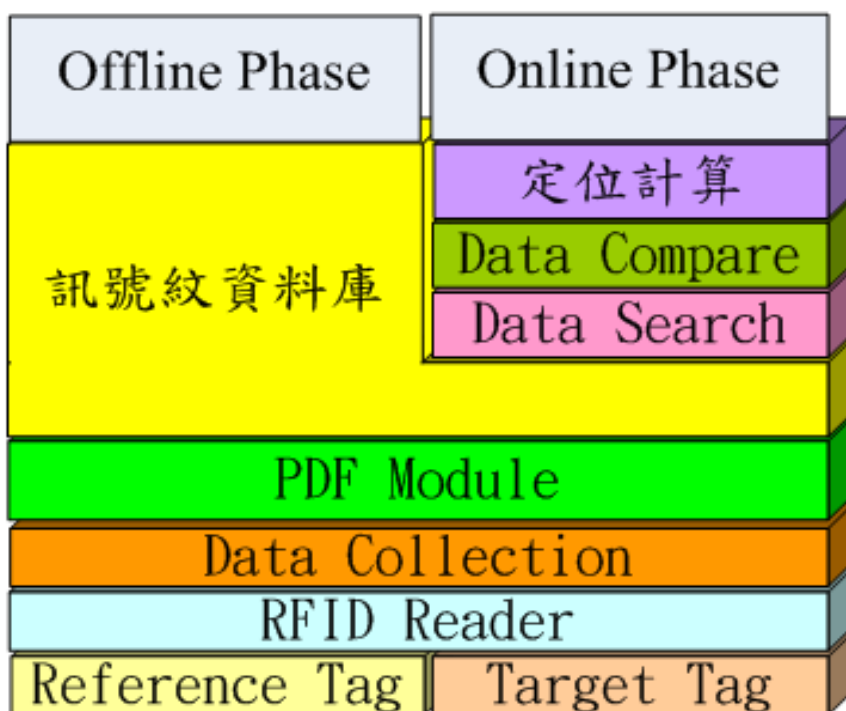 Offline Phase
Online Phase
定位計算
Data Compare
訊號紋資料庫
Data Search
PDF Module
Data Collection
RFID Reader
Reference Tag
Target Tag